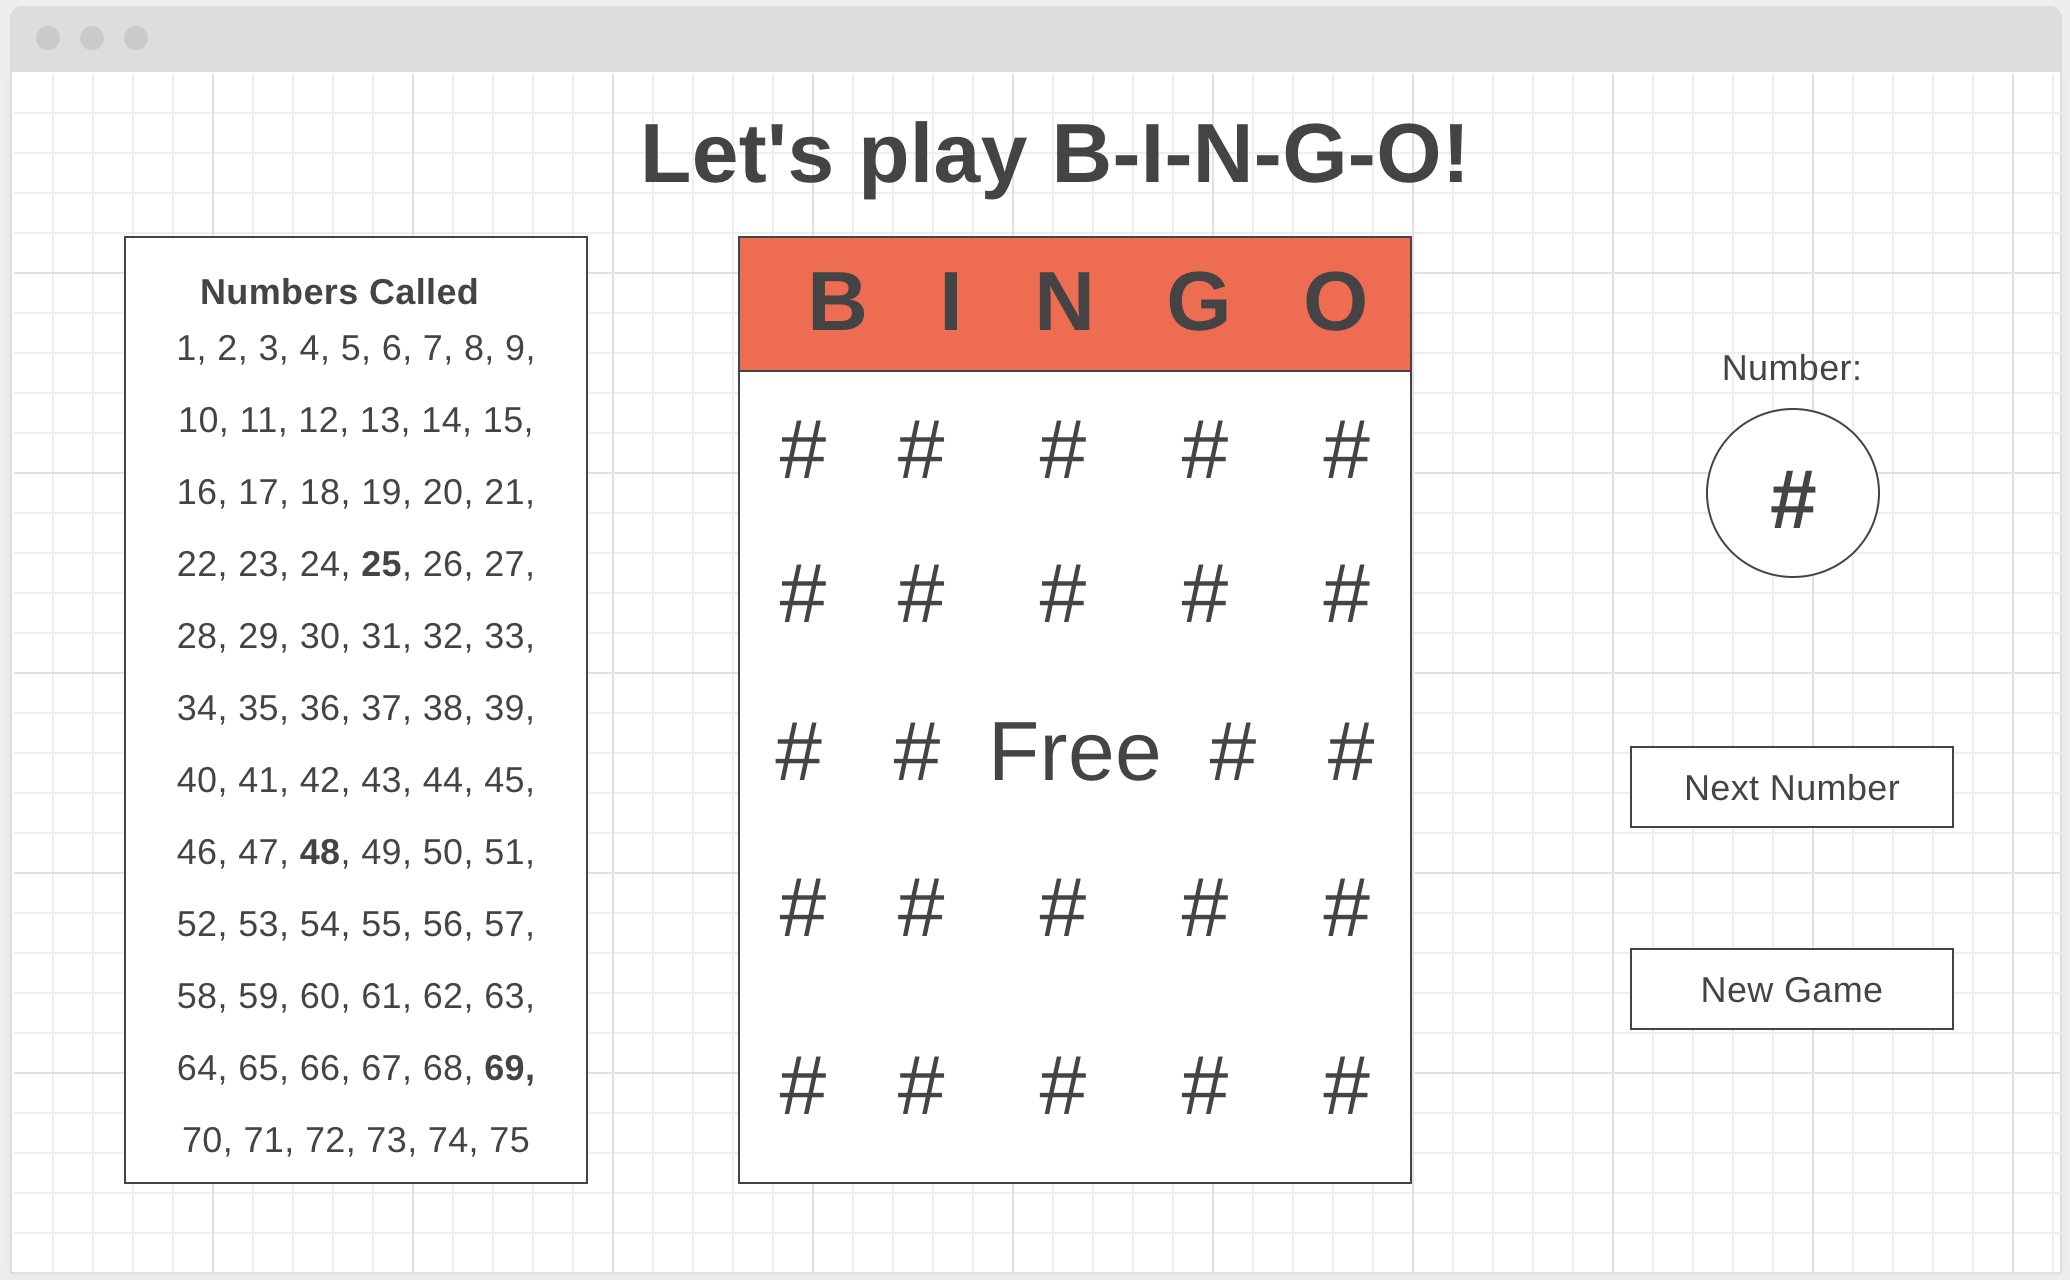 Let's play B-I-N-G-O!
Numbers Called
1, 2, 3, 4, 5, 6, 7, 8, 9,
10, 11, 12, 13, 14, 15,
16, 17, 18, 19, 20, 21,
22, 23, 24, 25, 26, 27,
28, 29, 30, 31, 32, 33,
34, 35, 36, 37, 38, 39,
40, 41, 42, 43, 44, 45,
46, 47, 48, 49, 50, 51,
52, 53, 54, 55, 56, 57,
58, 59, 60, 61, 62, 63,
64, 65, 66, 67, 68, 69,
70, 71, 72, 73, 74, 75
B I N G O
# # # # #
# # # # #
# # Free # #
# # # # #
# # # # #
Number:
#
Next Number
New Game